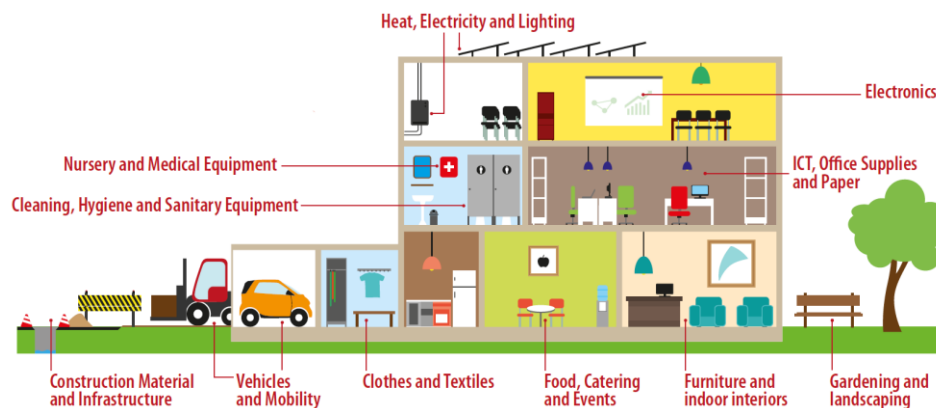 Heat, Electricity and Lighting
Electronics
Nursery and Medical Equipment
ICT, Office Supplies
and Paper
Cleaning, Hygiene and Sanitary Equipment
Construction Material
and Infrastructure
Vehicles
and Mobility
Clothes and Textiles
Food, Catering
and Events
Furniture and
indoor interiors
Gardening and
landscaping